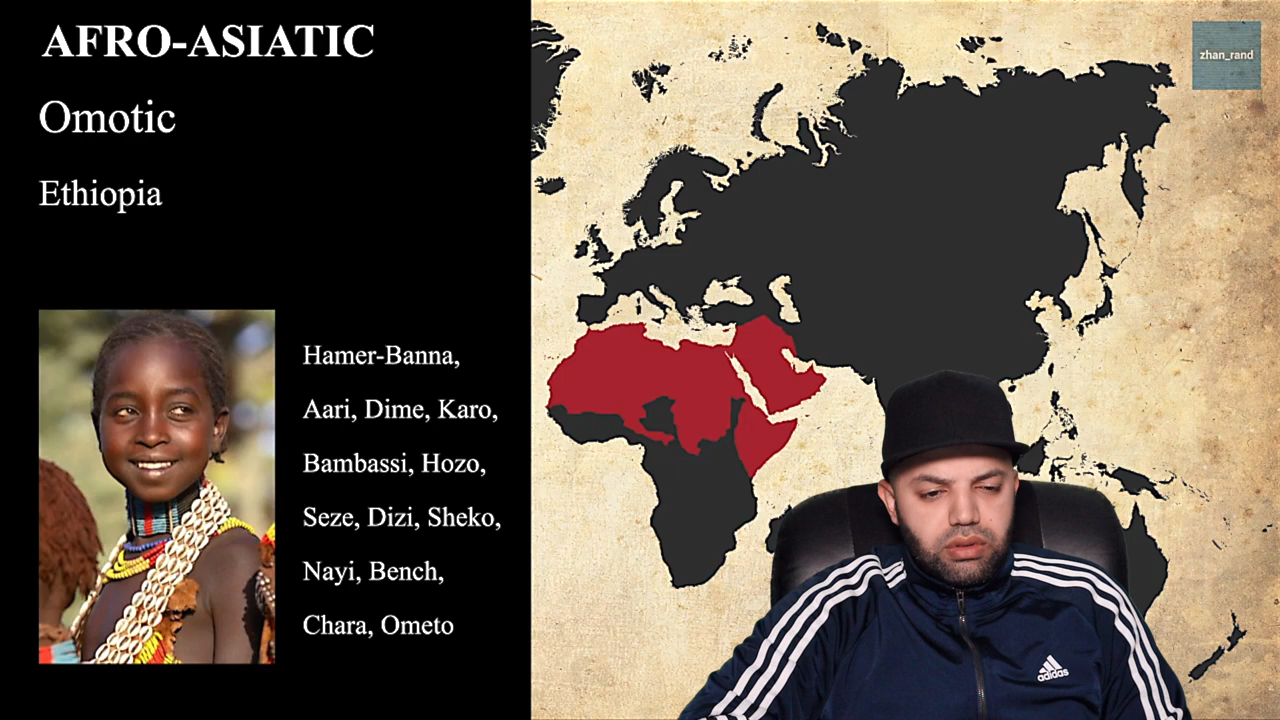 AFRO-ASIATIC
Omotic
Ethiopia
Hamer-Banna,
Aari, Dime, Karo,
Bambassi, Hozo,
Seze, Dizi, Sheko,
Nayi, Bench,
Chara, Ometo
zhan_rand
adidas